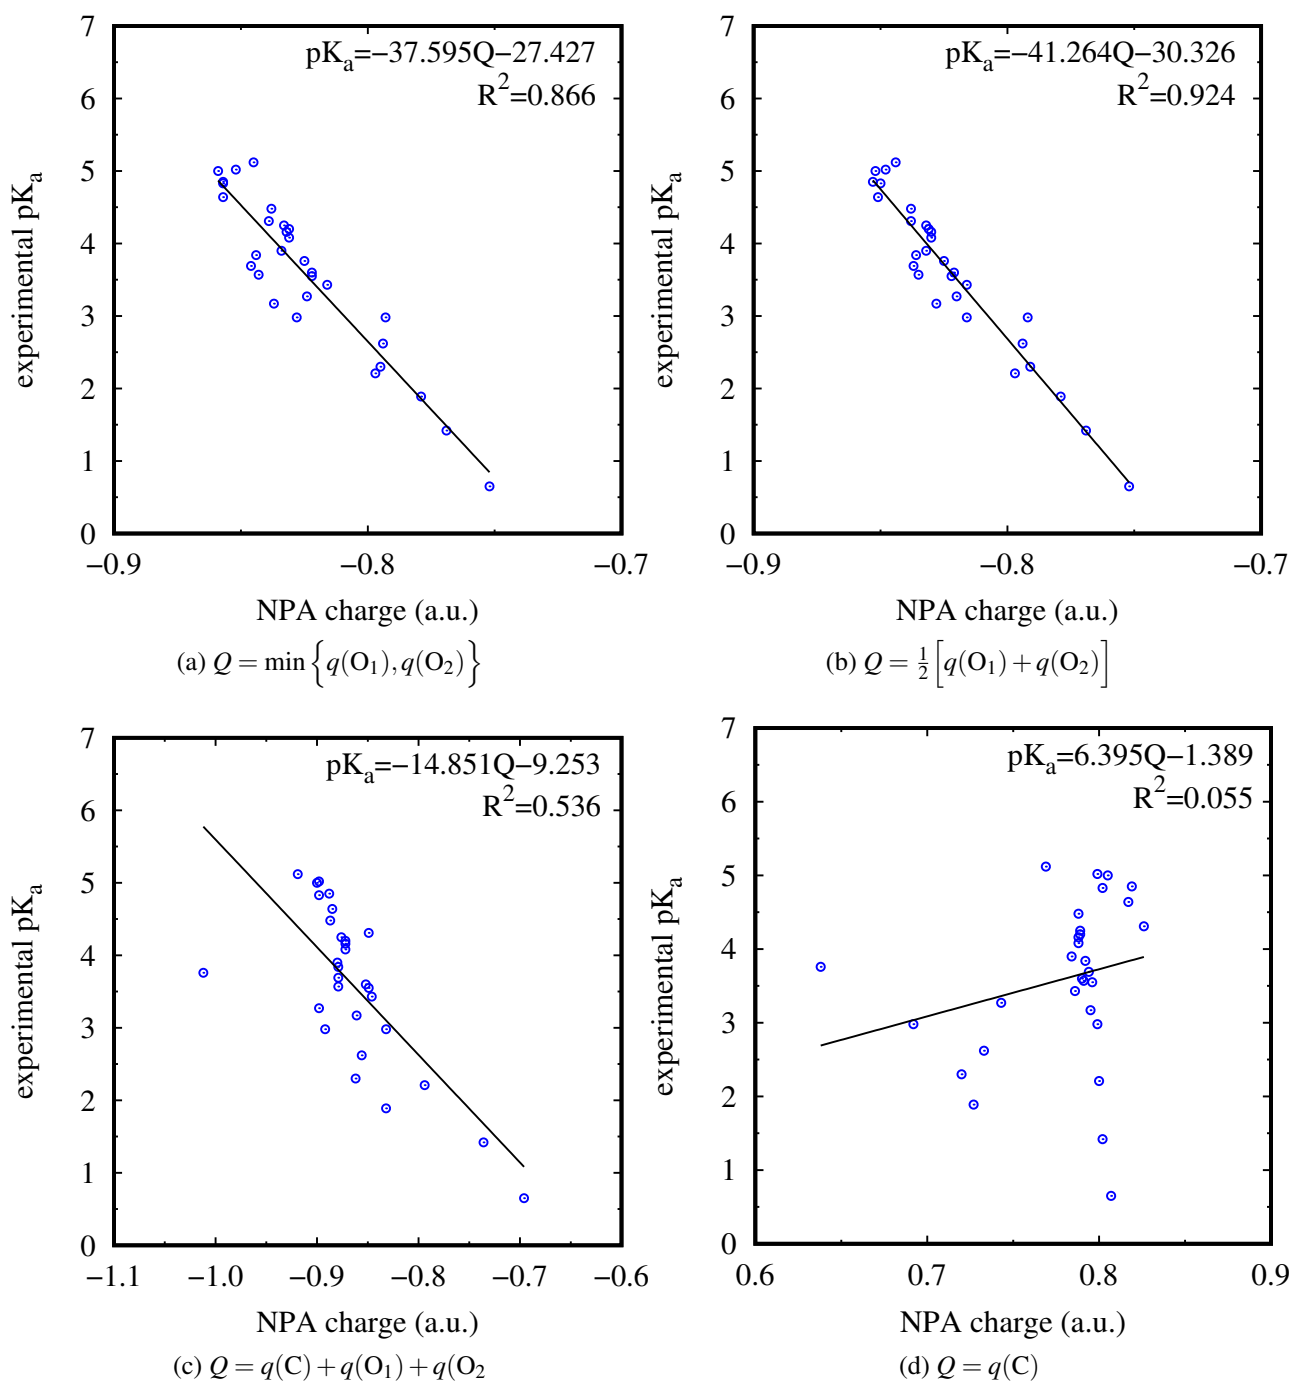 pKₐ=−37.595Q−27.427
R²=0.866
7
6
5
4
3
2
1
0
experimental pKₐ
−0.9 −0.8 −0.7
NPA charge (a.u.)
(a) Q = min {q(O₁), q(O₂)}
pKₐ=−41.264Q−30.326
R²=0.924
7
6
5
4
3
2
1
0
experimental pKₐ
−0.9 −0.8 −0.7
NPA charge (a.u.)
(b) Q = ½ [q(O₁) + q(O₂)]
pKₐ=−14.851Q−9.253
R²=0.536
7
6
5
4
3
2
1
0
experimental pKₐ
−1.1 −1.0 −0.9 −0.8 −0.7 −0.6
NPA charge (a.u.)
(c) Q = q(C) + q(O₁) + q(O₂
pKₐ=6.395Q−1.389
R²=0.055
7
6
5
4
3
2
1
0
experimental pKₐ
0.6 0.7 0.8 0.9
NPA charge (a.u.)
(d) Q = q(C)